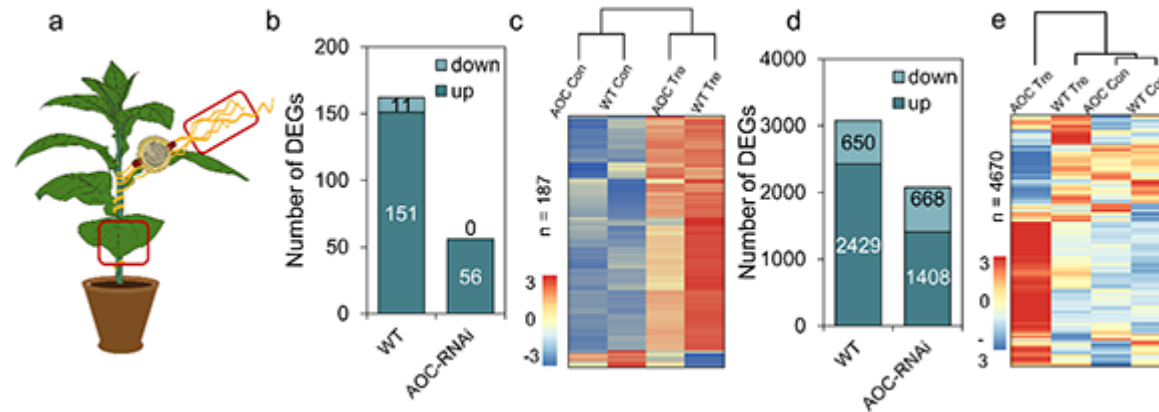 a
b
200
150
100
50
0
Number of DEGs
down
up
11
151
0
56
WT
AOC-RNAi
c
AOC Con
WT Con
AOC Tre
WT Tre
n = 187
3
0
-3
d
4000
3000
2000
1000
0
Number of DEGs
down
up
650
2429
668
1408
WT
AOC-RNAi
e
AOC Tre
WT Tre
AOC Con
WT Con
n = 4670
3
0
-
3